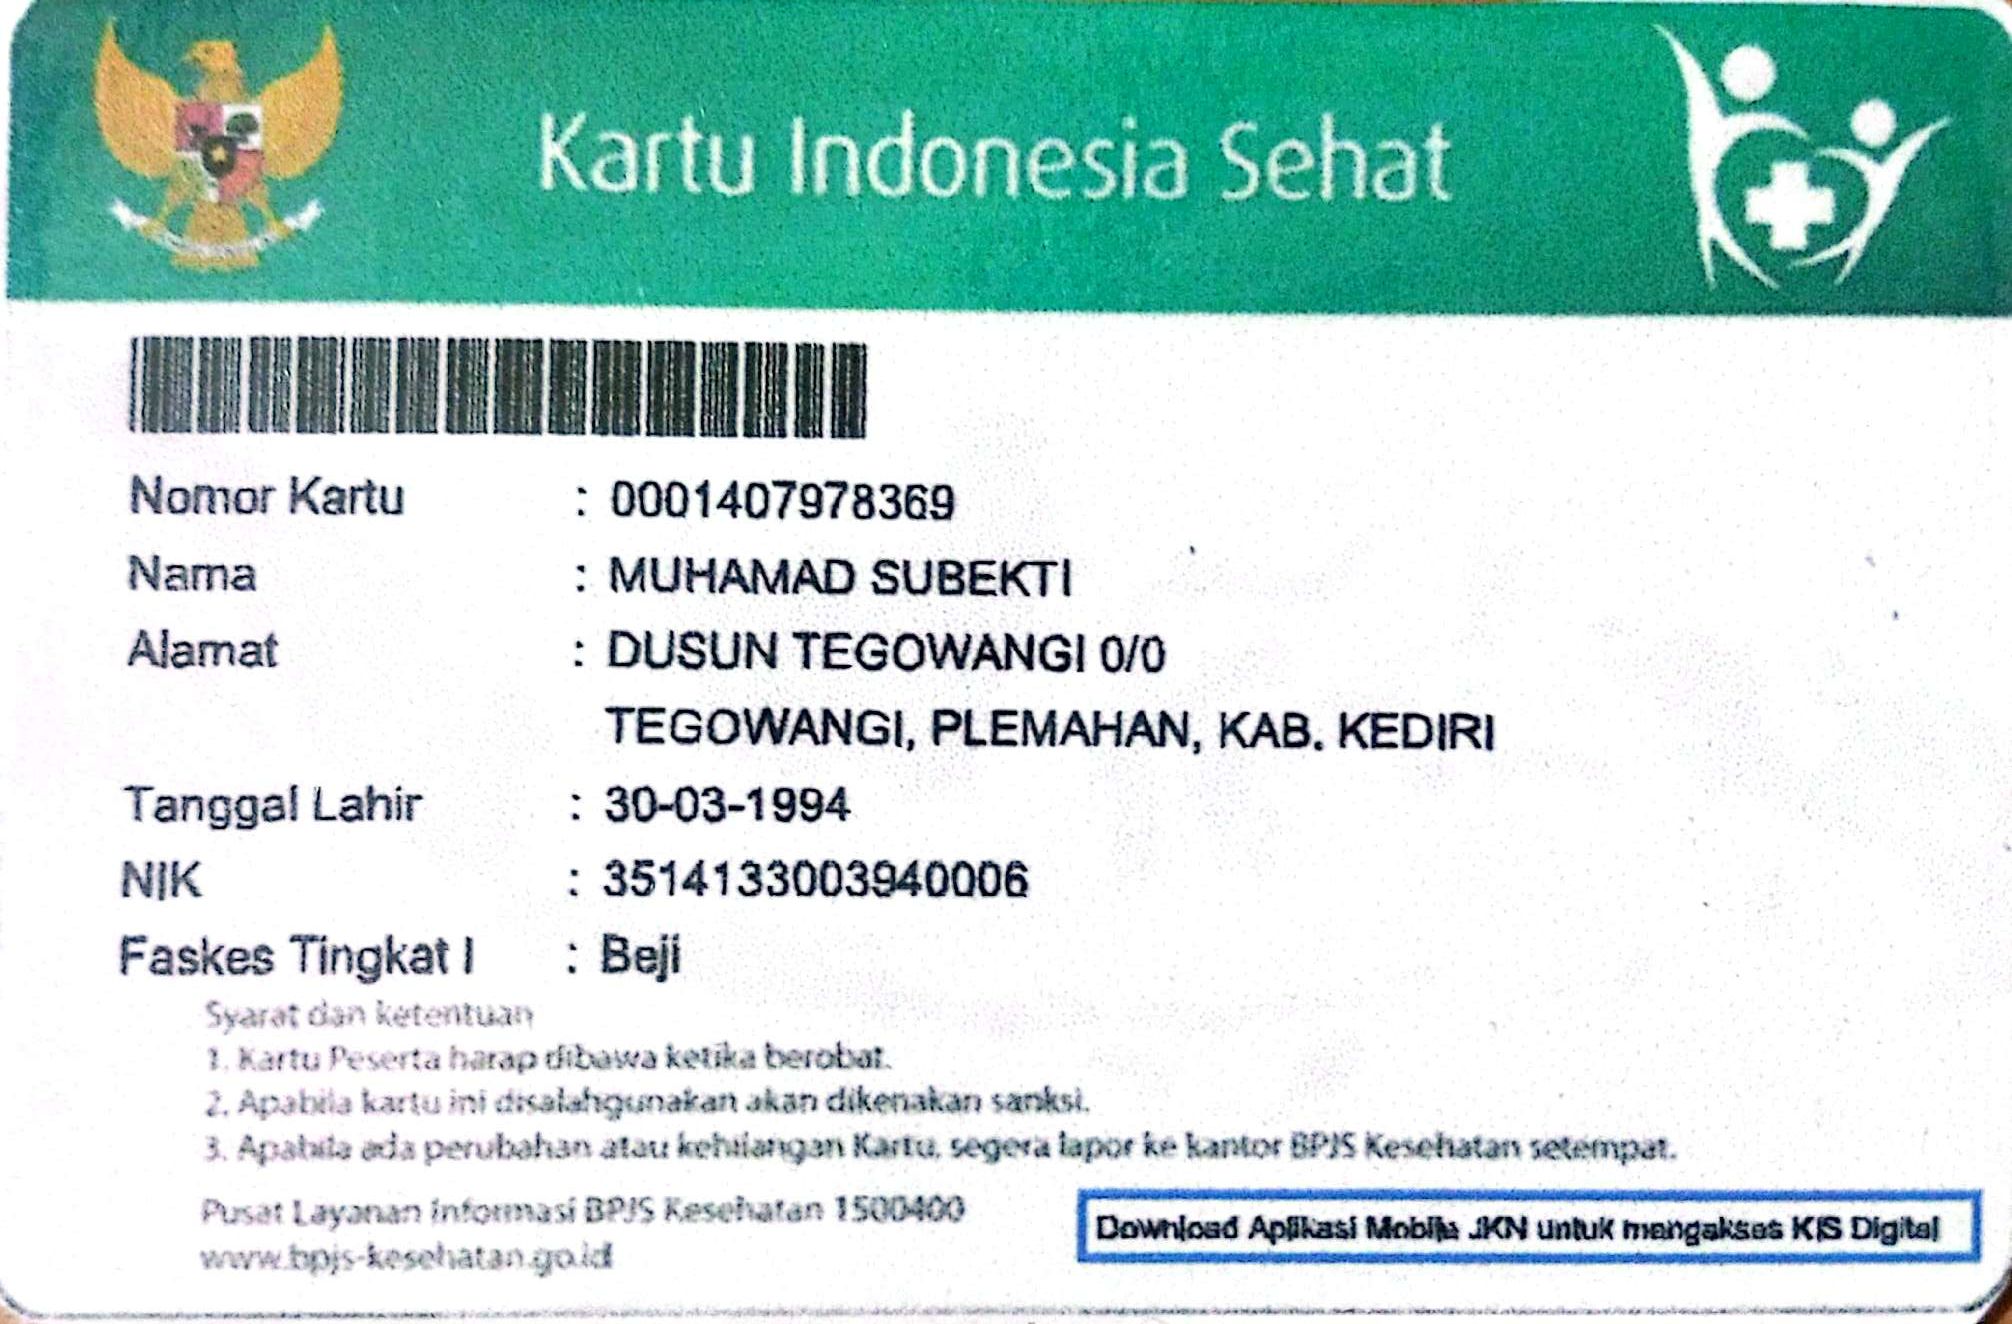 Kartu Indonesia Sehat
Nomor Kartu : 0001407978369
Nama : MUHAMAD SUBEKTI
Alamat : DUSUN TEGOWANGI 0/0
TEGOWANGI, PLEMAHAN, KAB. KEDIRI
Tanggal Lahir : 30-03-1994
NIK : 3514133003940006
Faskes Tingkat I : Beji
Syarat dan ketentuan
1. Kartu Peserta harap dibawa ketika berobat.
2. Apabila kartu ini disalahgunakan akan dikenakan sanksi.
3. Apabila ada perubahan atau kehilangan Kartu, segera lapor ke kantor BPJS Kesehatan setempat.
Pusat Layanan Informasi BPJS Kesehatan 1500400
www.bpjs-kesehatan.go.id
Download Aplikasi Mobile JKN untuk mengakses KIS Digital